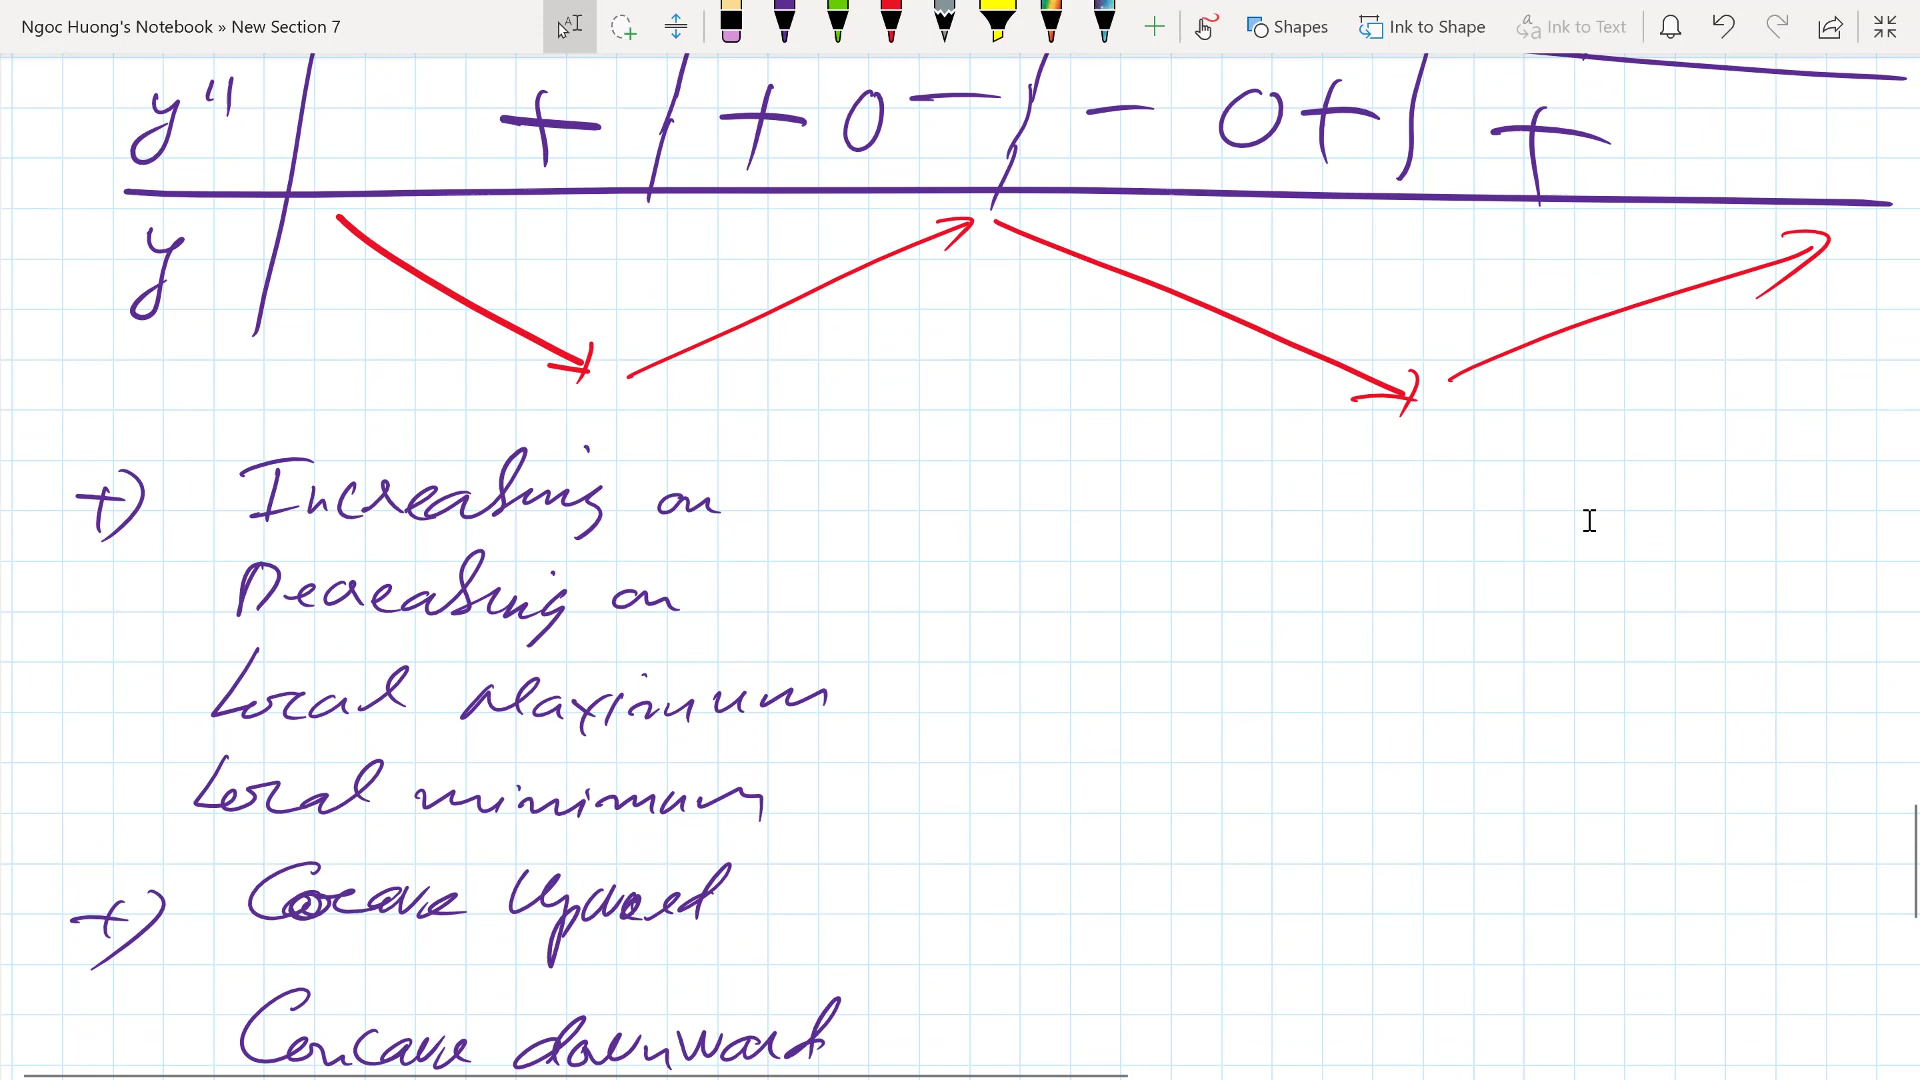 Ngoc Huong's Notebook » New Section 7
Shapes Ink to Shape Ink to Text
y" + | + 0 − | − 0 + | +
y
+) Increasing on
Decreasing on
Local Maximum
Local minimum
+) Cocave Upward
Concave downward